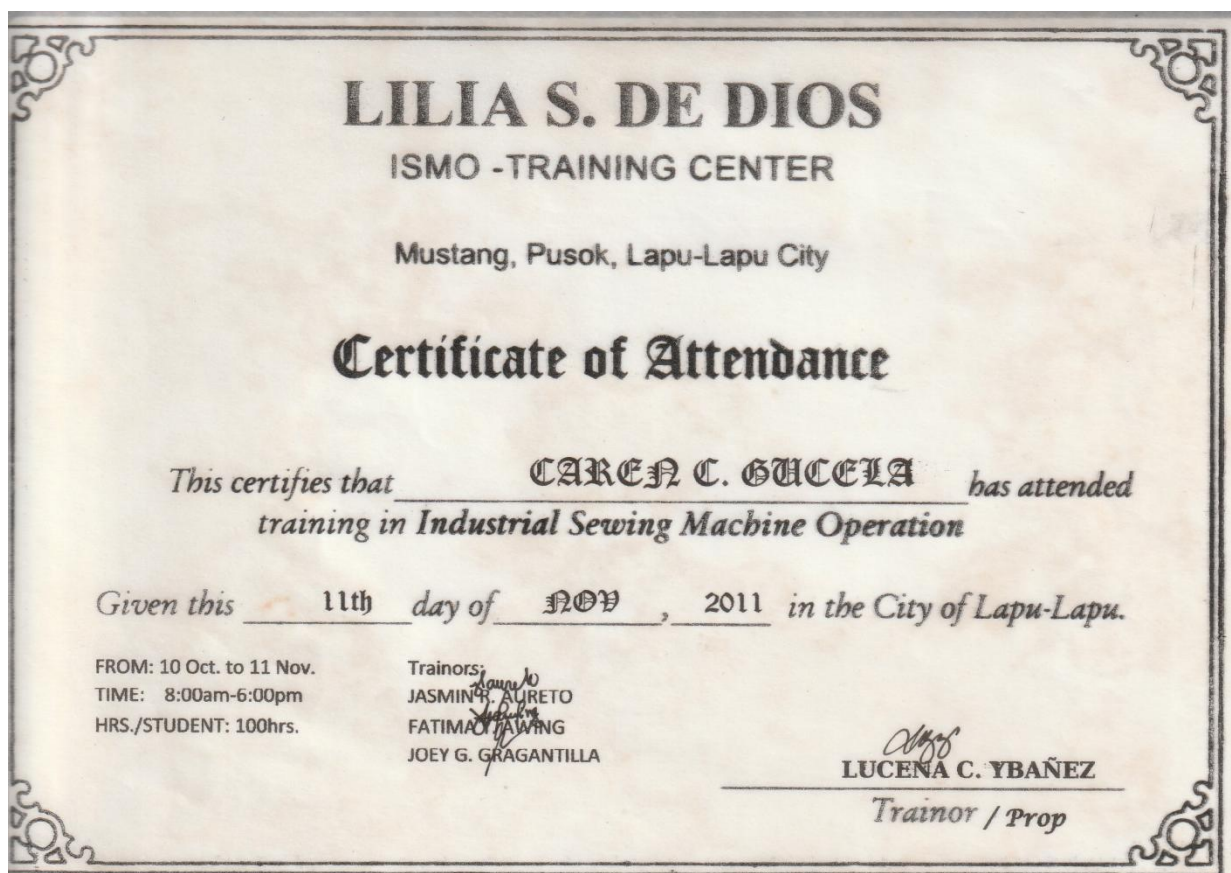 LILIA S. DE DIOS
ISMO -TRAINING CENTER
Mustang, Pusok, Lapu-Lapu City
Certificate of Attendance
This certifies that CAREN C. GUCELA has attended
training in Industrial Sewing Machine Operation
Given this 11th day of NOV, 2011 in the City of Lapu-Lapu.
FROM: 10 Oct. to 11 Nov.
TIME: 8:00am-6:00pm
HRS./STUDENT: 100hrs.
Trainors:
JASMIN R. AURETO
FATIMA JAWING
JOEY G. GRAGANTILLA
LUCENA C. YBAÑEZ
Trainor / Prop